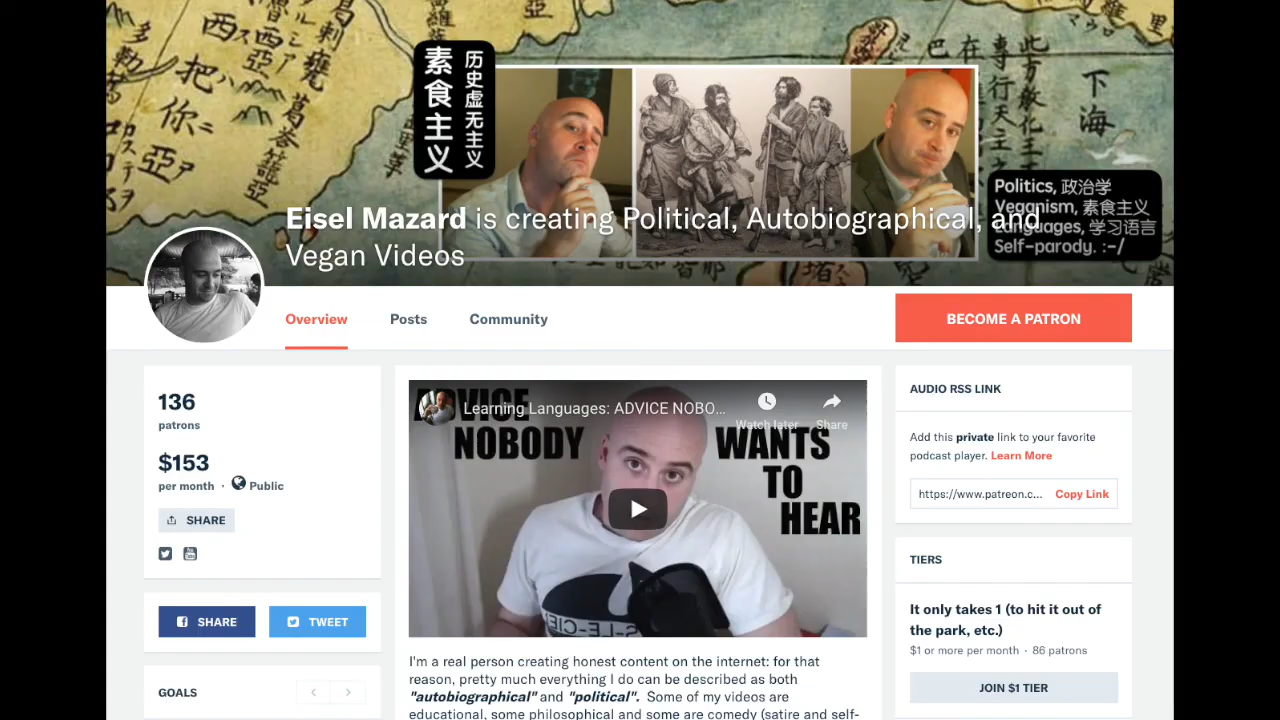 素食主义
历史虚无主义
下海
Politics, 政治学
Veganism, 素食主义
Languages, 学习语言
Self-parody. :-/
Eisel Mazard is creating Political, Autobiographical, and
Vegan Videos
Overview
Posts
Community
BECOME A PATRON
136
patrons
$153
per month · Public
SHARE
SHARE
TWEET
GOALS
ADVICE
NOBODY
WANTS
TO
HEAR
Learning Languages: ADVICE NOBO...
Watch later
Share
I'm a real person creating honest content on the internet: for that
reason, pretty much everything I do can be described as both
"autobiographical" and "political". Some of my videos are
educational, some philosophical and some are comedy (satire and self-
AUDIO RSS LINK
Add this private link to your favorite
podcast player. Learn More
https://www.patreon.c...
Copy Link
TIERS
It only takes 1 (to hit it out of
the park, etc.)
$1 or more per month · 86 patrons
JOIN $1 TIER